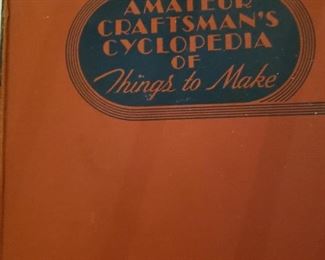 AMATEUR
CRAFTSMAN'S
CYCLOPEDIA
OF
Things to Make